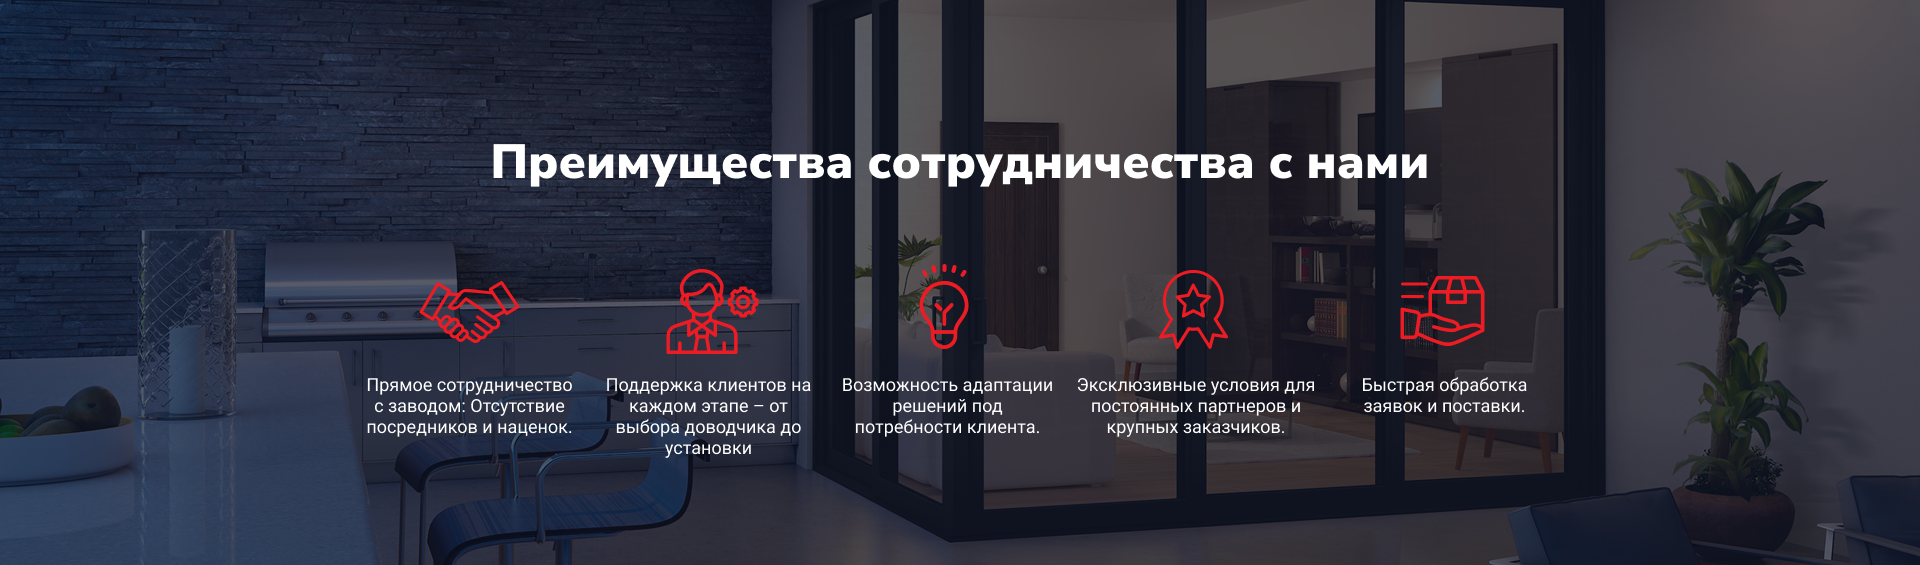 Преимущества сотрудничества с нами
Прямое сотрудничество
с заводом: Отсутствие
посредников и наценок.
Поддержка клиентов на
каждом этапе – от
выбора доводчика до
установки
Возможность адаптации
решений под
потребности клиента.
Эксклюзивные условия для
постоянных партнеров и
крупных заказчиков.
Быстрая обработка
заявок и поставки.